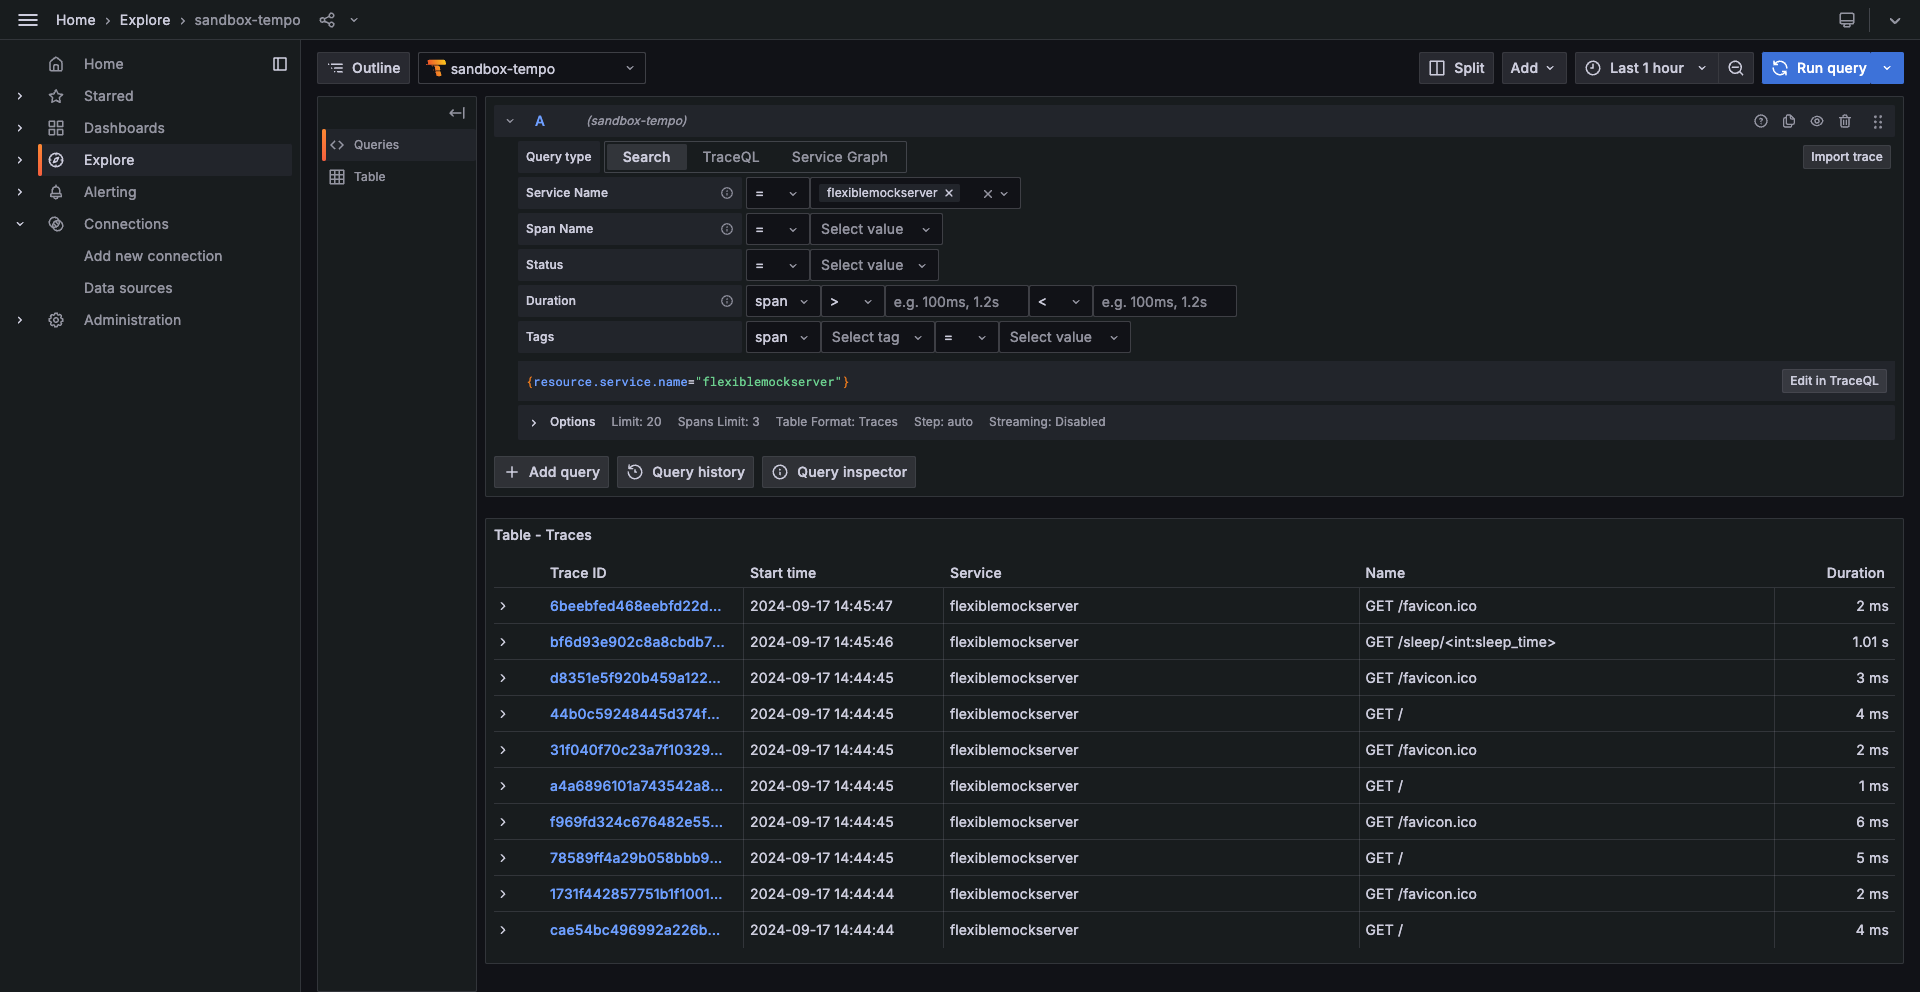 Home › Explore › sandbox-tempo
Home
Starred
Dashboards
Explore
Alerting
Connections
Add new connection
Data sources
Administration
Outline
sandbox-tempo
Split
Add
Last 1 hour
Run query
Queries
Table
A (sandbox-tempo)
Query type Search TraceQL Service Graph Import trace
Service Name = flexiblemockserver
Span Name = Select value
Status = Select value
Duration span > e.g. 100ms, 1.2s < e.g. 100ms, 1.2s
Tags span Select tag = Select value
{resource.service.name="flexiblemockserver"} Edit in TraceQL
Options Limit: 20 Spans Limit: 3 Table Format: Traces Step: auto Streaming: Disabled
Add query Query history Query inspector
Table - Traces
Trace ID Start time Service Name Duration
6beebfed468eebfd22d... 2024-09-17 14:45:47 flexiblemockserver GET /favicon.ico 2 ms
bf6d93e902c8a8cbdb7... 2024-09-17 14:45:46 flexiblemockserver GET /sleep/<int:sleep_time> 1.01 s
d8351e5f920b459a122... 2024-09-17 14:44:45 flexiblemockserver GET /favicon.ico 3 ms
44b0c59248445d374f... 2024-09-17 14:44:45 flexiblemockserver GET / 4 ms
31f040f70c23a7f10329... 2024-09-17 14:44:45 flexiblemockserver GET /favicon.ico 2 ms
a4a6896101a743542a8... 2024-09-17 14:44:45 flexiblemockserver GET / 1 ms
f969fd324c676482e55... 2024-09-17 14:44:45 flexiblemockserver GET /favicon.ico 6 ms
78589ff4a29b058bbb9... 2024-09-17 14:44:45 flexiblemockserver GET / 5 ms
1731f442857751b1f1001... 2024-09-17 14:44:44 flexiblemockserver GET /favicon.ico 2 ms
cae54bc496992a226b... 2024-09-17 14:44:44 flexiblemockserver GET / 4 ms